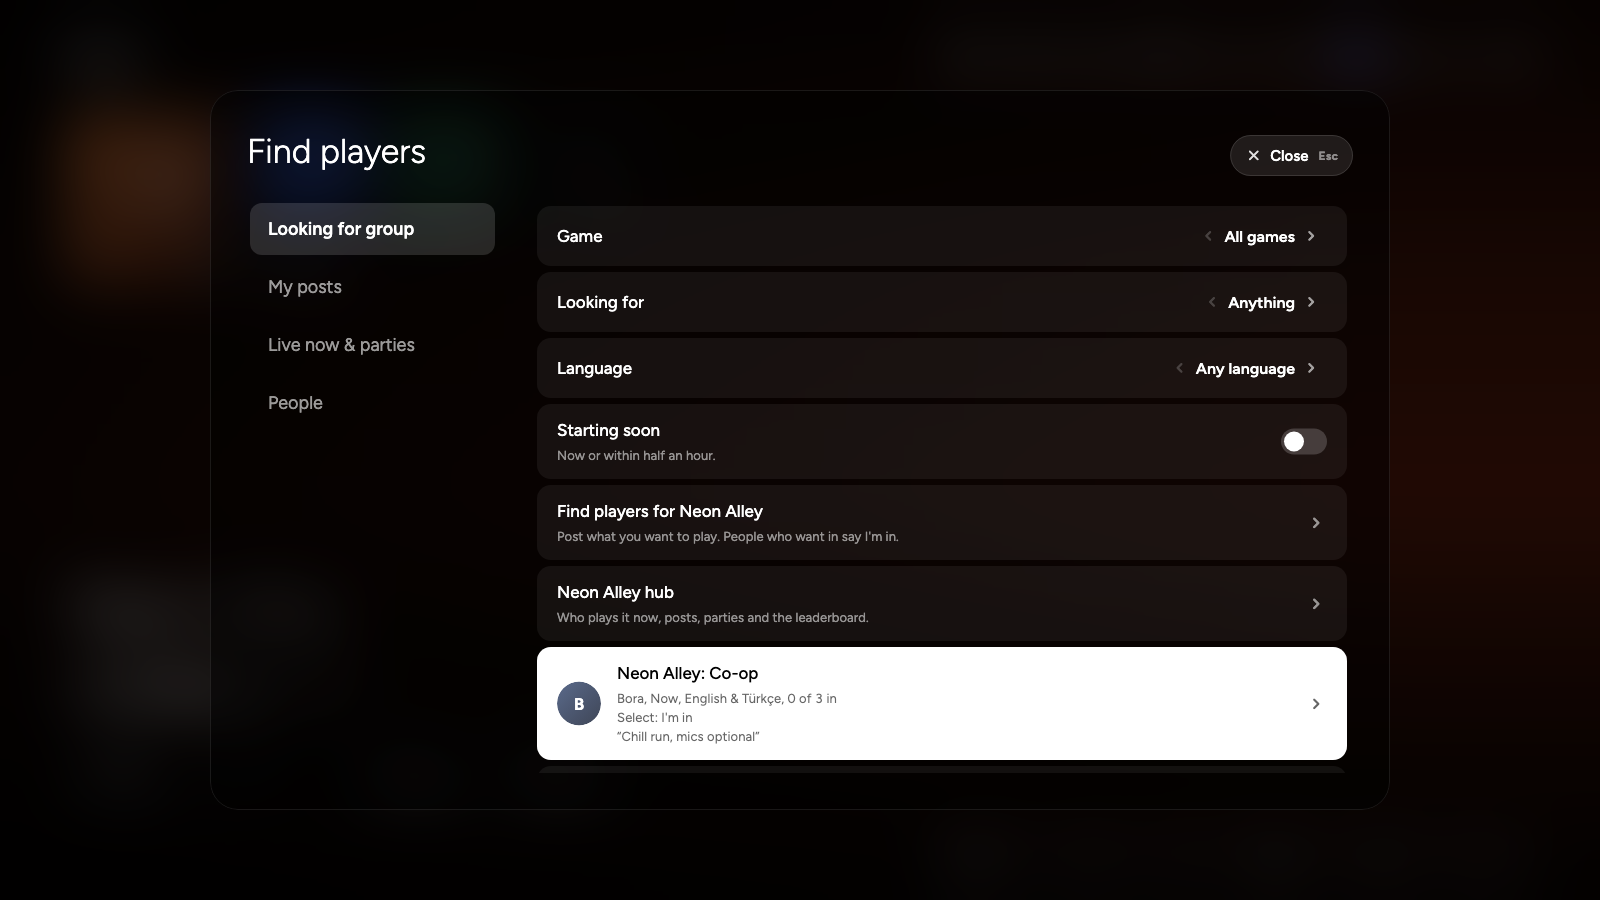 Find players
Close Esc
Looking for group
My posts
Live now & parties
People
Game
All games
Looking for
Anything
Language
Any language
Starting soon
Now or within half an hour.
Find players for Neon Alley
Post what you want to play. People who want in say I'm in.
Neon Alley hub
Who plays it now, posts, parties and the leaderboard.
B
Neon Alley: Co-op
Bora, Now, English & Türkçe, 0 of 3 in
Select: I'm in
“Chill run, mics optional”